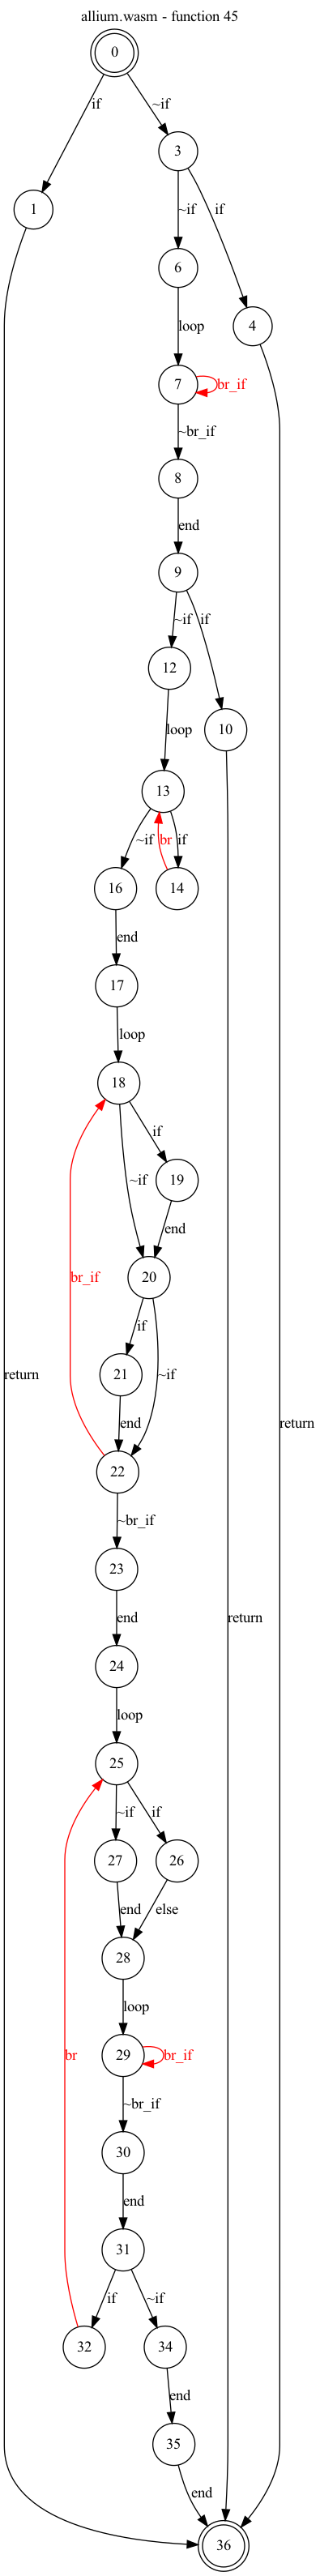 allium.wasm - function 45
0
if
~if
3
1
~if
if
6
4
loop
7
br_if
~br_if
8
end
9
~if
if
12
10
loop
13
~if
br
if
16
14
end
17
loop
18
if
~if
19
end
20
br_if
if
21
~if
return
end
return
22
~br_if
23
return
end
24
loop
25
~if
if
27
26
end
else
28
loop
br
29
br_if
~br_if
30
end
31
if
~if
32
34
end
35
end
36